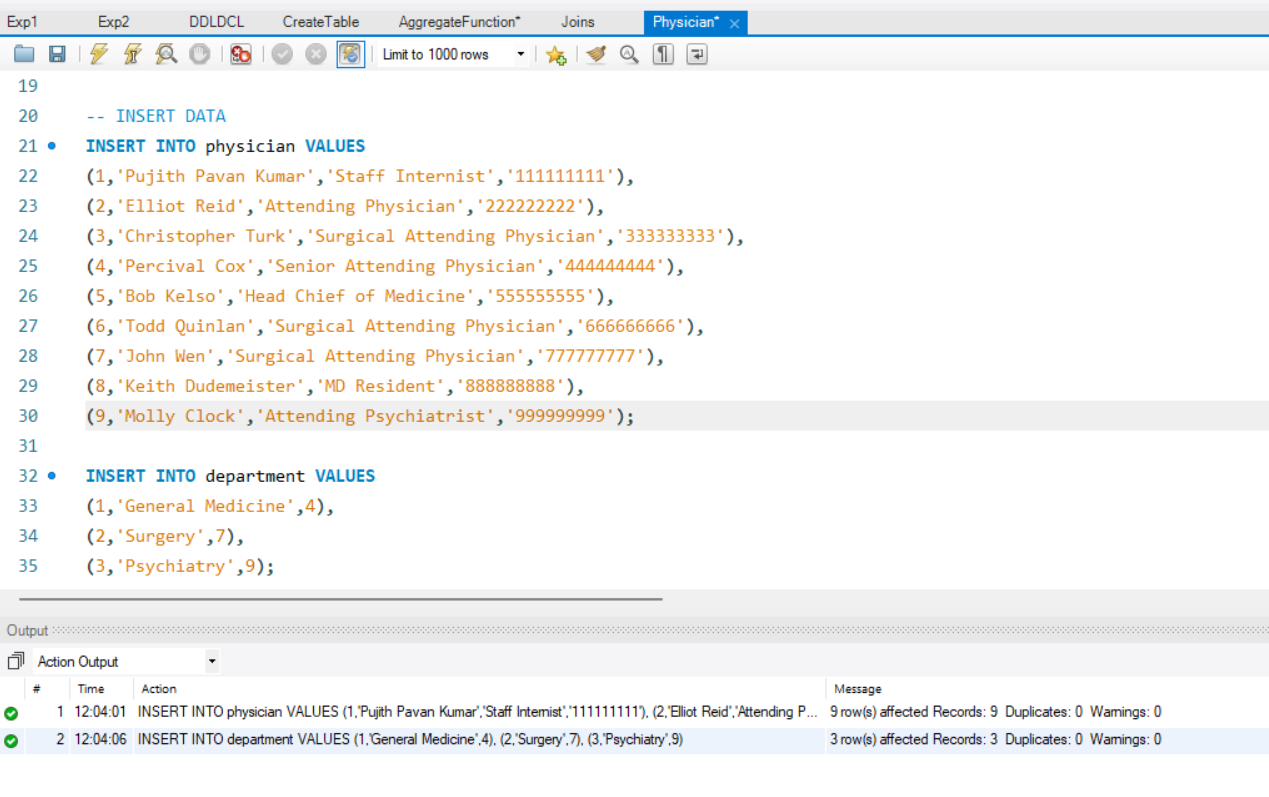 Exp1 Exp2 DDLDCL CreateTable AggregateFunction* Joins Physician* ×
Limit to 1000 rows
19
20 -- INSERT DATA
21 INSERT INTO physician VALUES
22 (1,'Pujith Pavan Kumar','Staff Internist','111111111'),
23 (2,'Elliot Reid','Attending Physician','222222222'),
24 (3,'Christopher Turk','Surgical Attending Physician','333333333'),
25 (4,'Percival Cox','Senior Attending Physician','444444444'),
26 (5,'Bob Kelso','Head Chief of Medicine','555555555'),
27 (6,'Todd Quinlan','Surgical Attending Physician','666666666'),
28 (7,'John Wen','Surgical Attending Physician','777777777'),
29 (8,'Keith Dudemeister','MD Resident','888888888'),
30 (9,'Molly Clock','Attending Psychiatrist','999999999');
31
32 INSERT INTO department VALUES
33 (1,'General Medicine',4),
34 (2,'Surgery',7),
35 (3,'Psychiatry',9);
Output
Action Output
# Time Action Message
1 12:04:01 INSERT INTO physician VALUES (1,'Pujith Pavan Kumar','Staff Internist','111111111'), (2,'Elliot Reid','Attending P... 9 row(s) affected Records: 9 Duplicates: 0 Warnings: 0
2 12:04:06 INSERT INTO department VALUES (1,'General Medicine',4), (2,'Surgery',7), (3,'Psychiatry',9) 3 row(s) affected Records: 3 Duplicates: 0 Warnings: 0